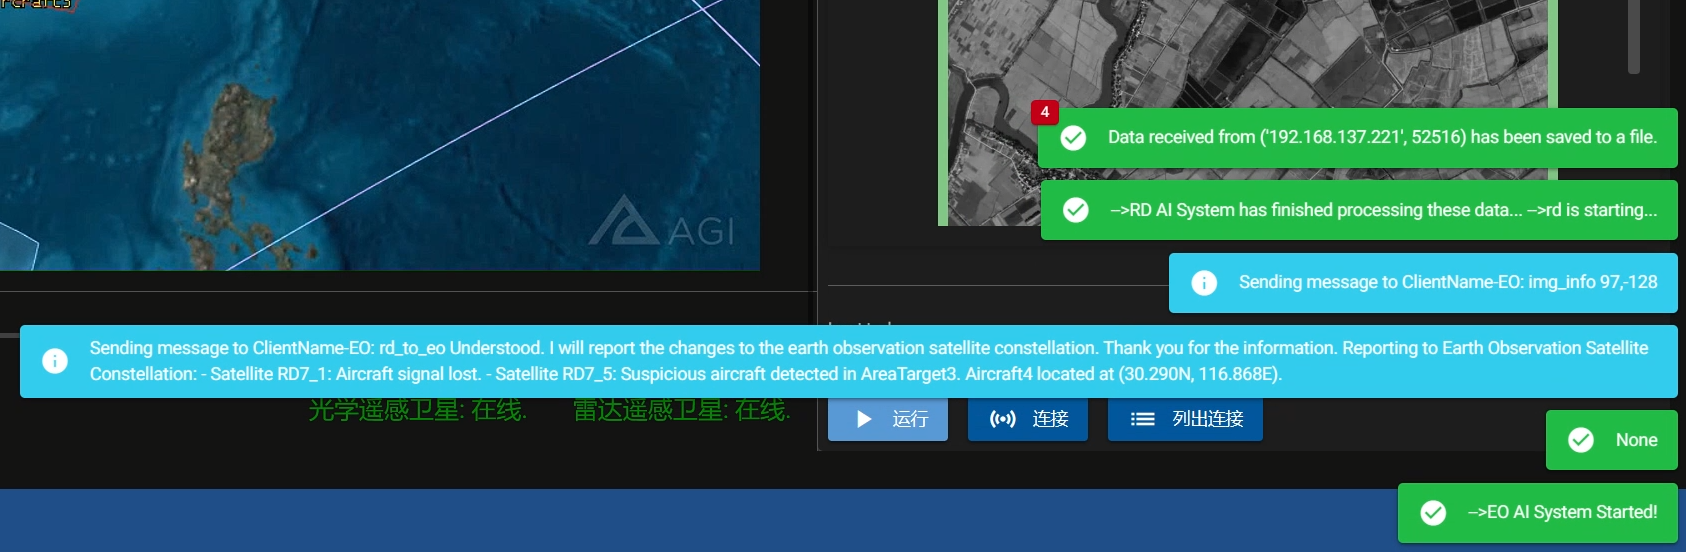 4
Data received from ('192.168.137.221', 52516) has been saved to a file.
-->RD AI System has finished processing these data... -->rd is starting...
AGI
Sending message to ClientName-EO: img_info 97,-128
Sending message to ClientName-EO: rd_to_eo Understood. I will report the changes to the earth observation satellite constellation. Thank you for the information. Reporting to Earth Observation Satellite
Constellation: - Satellite RD7_1: Aircraft signal lost. - Satellite RD7_5: Suspicious aircraft detected in AreaTarget3. Aircraft4 located at (30.290N, 116.868E).
光学遥感卫星: 在线. 雷达遥感卫星: 在线.
运行 连接 列出连接
None
-->EO AI System Started!